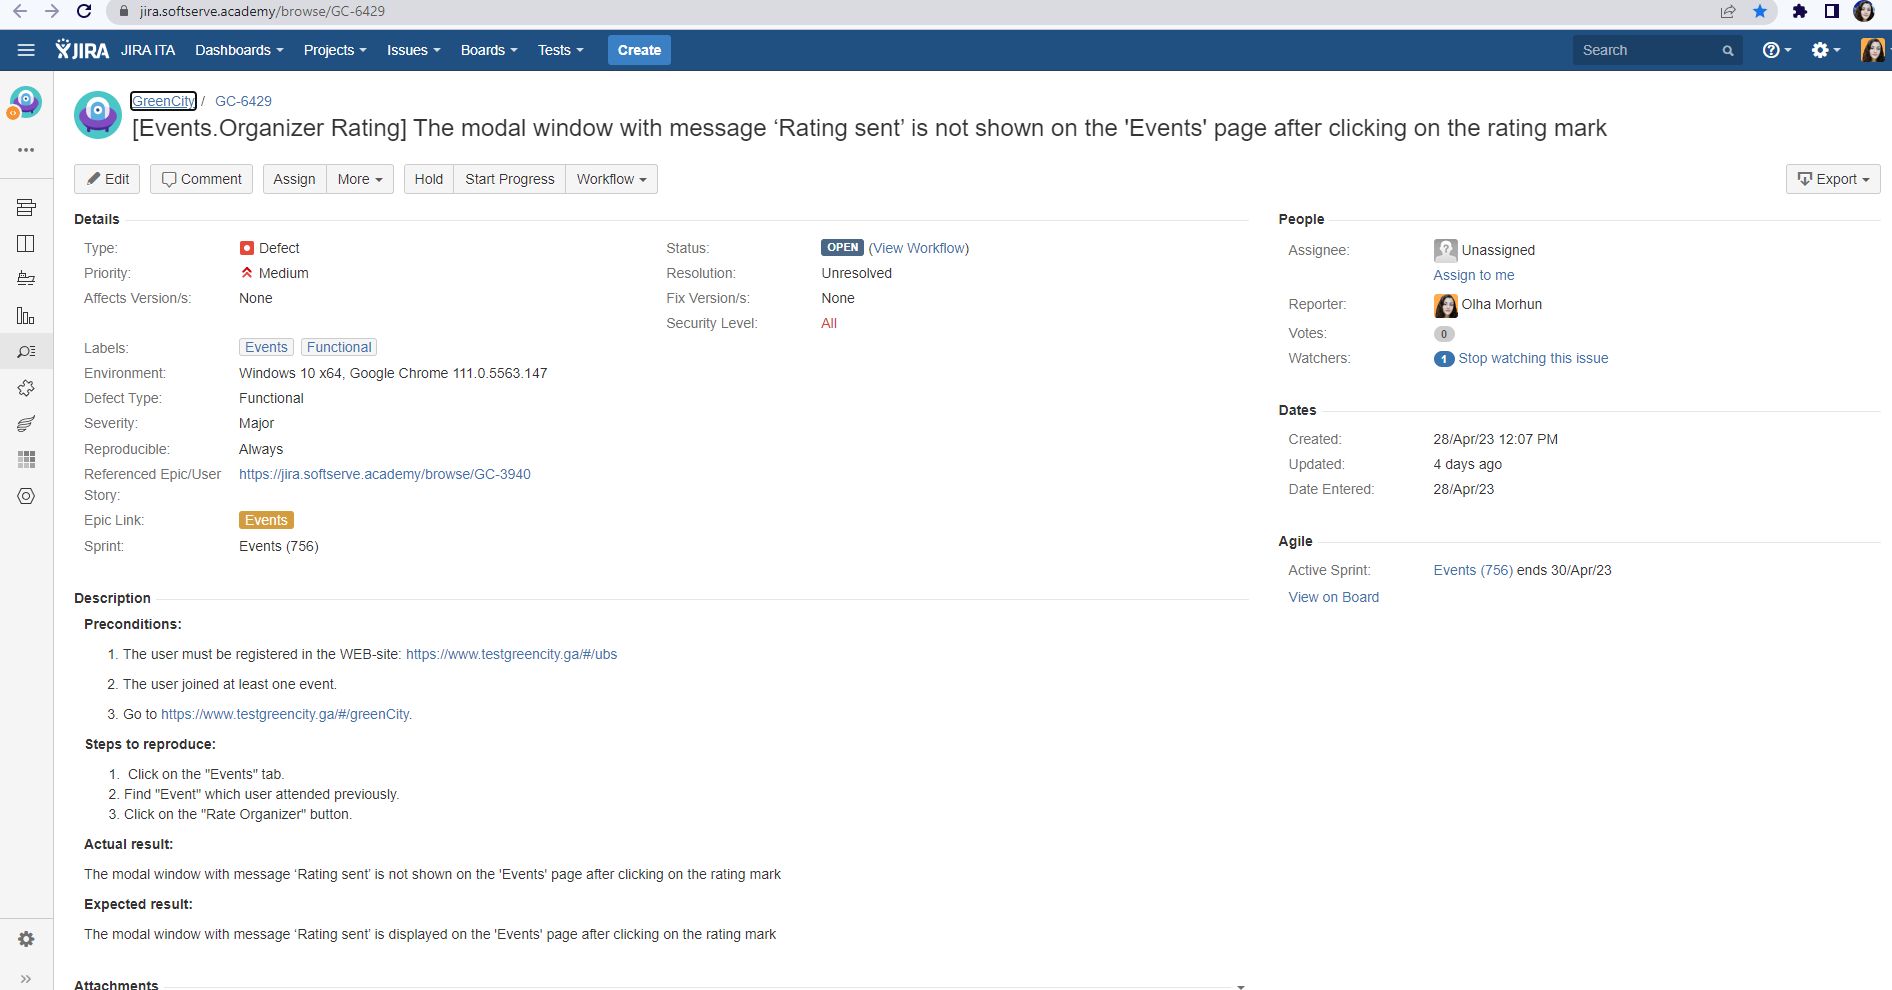 jira.softserve.academy/browse/GC-6429
JIRA JIRA ITA Dashboards Projects Issues Boards Tests Create Search
GreenCity / GC-6429
[Events.Organizer Rating] The modal window with message ‘Rating sent’ is not shown on the 'Events' page after clicking on the rating mark
Edit Comment Assign More Hold Start Progress Workflow Export
Details
Type: Defect
Priority: Medium
Affects Version/s: None
Status: OPEN (View Workflow)
Resolution: Unresolved
Fix Version/s: None
Security Level: All
Labels: Events Functional
Environment: Windows 10 x64, Google Chrome 111.0.5563.147
Defect Type: Functional
Severity: Major
Reproducible: Always
Referenced Epic/User https://jira.softserve.academy/browse/GC-3940
Story:
Epic Link: Events
Sprint: Events (756)
Description
Preconditions:
1. The user must be registered in the WEB-site: https://www.testgreencity.ga/#/ubs
2. The user joined at least one event.
3. Go to https://www.testgreencity.ga/#/greenCity.
Steps to reproduce:
1. Click on the "Events" tab.
2. Find "Event" which user attended previously.
3. Click on the "Rate Organizer" button.
Actual result:
The modal window with message ‘Rating sent’ is not shown on the 'Events' page after clicking on the rating mark
Expected result:
The modal window with message ‘Rating sent’ is displayed on the 'Events' page after clicking on the rating mark
Attachments
People
Assignee: Unassigned
Assign to me
Reporter: Olha Morhun
Votes: 0
Watchers: 1 Stop watching this issue
Dates
Created: 28/Apr/23 12:07 PM
Updated: 4 days ago
Date Entered: 28/Apr/23
Agile
Active Sprint: Events (756) ends 30/Apr/23
View on Board